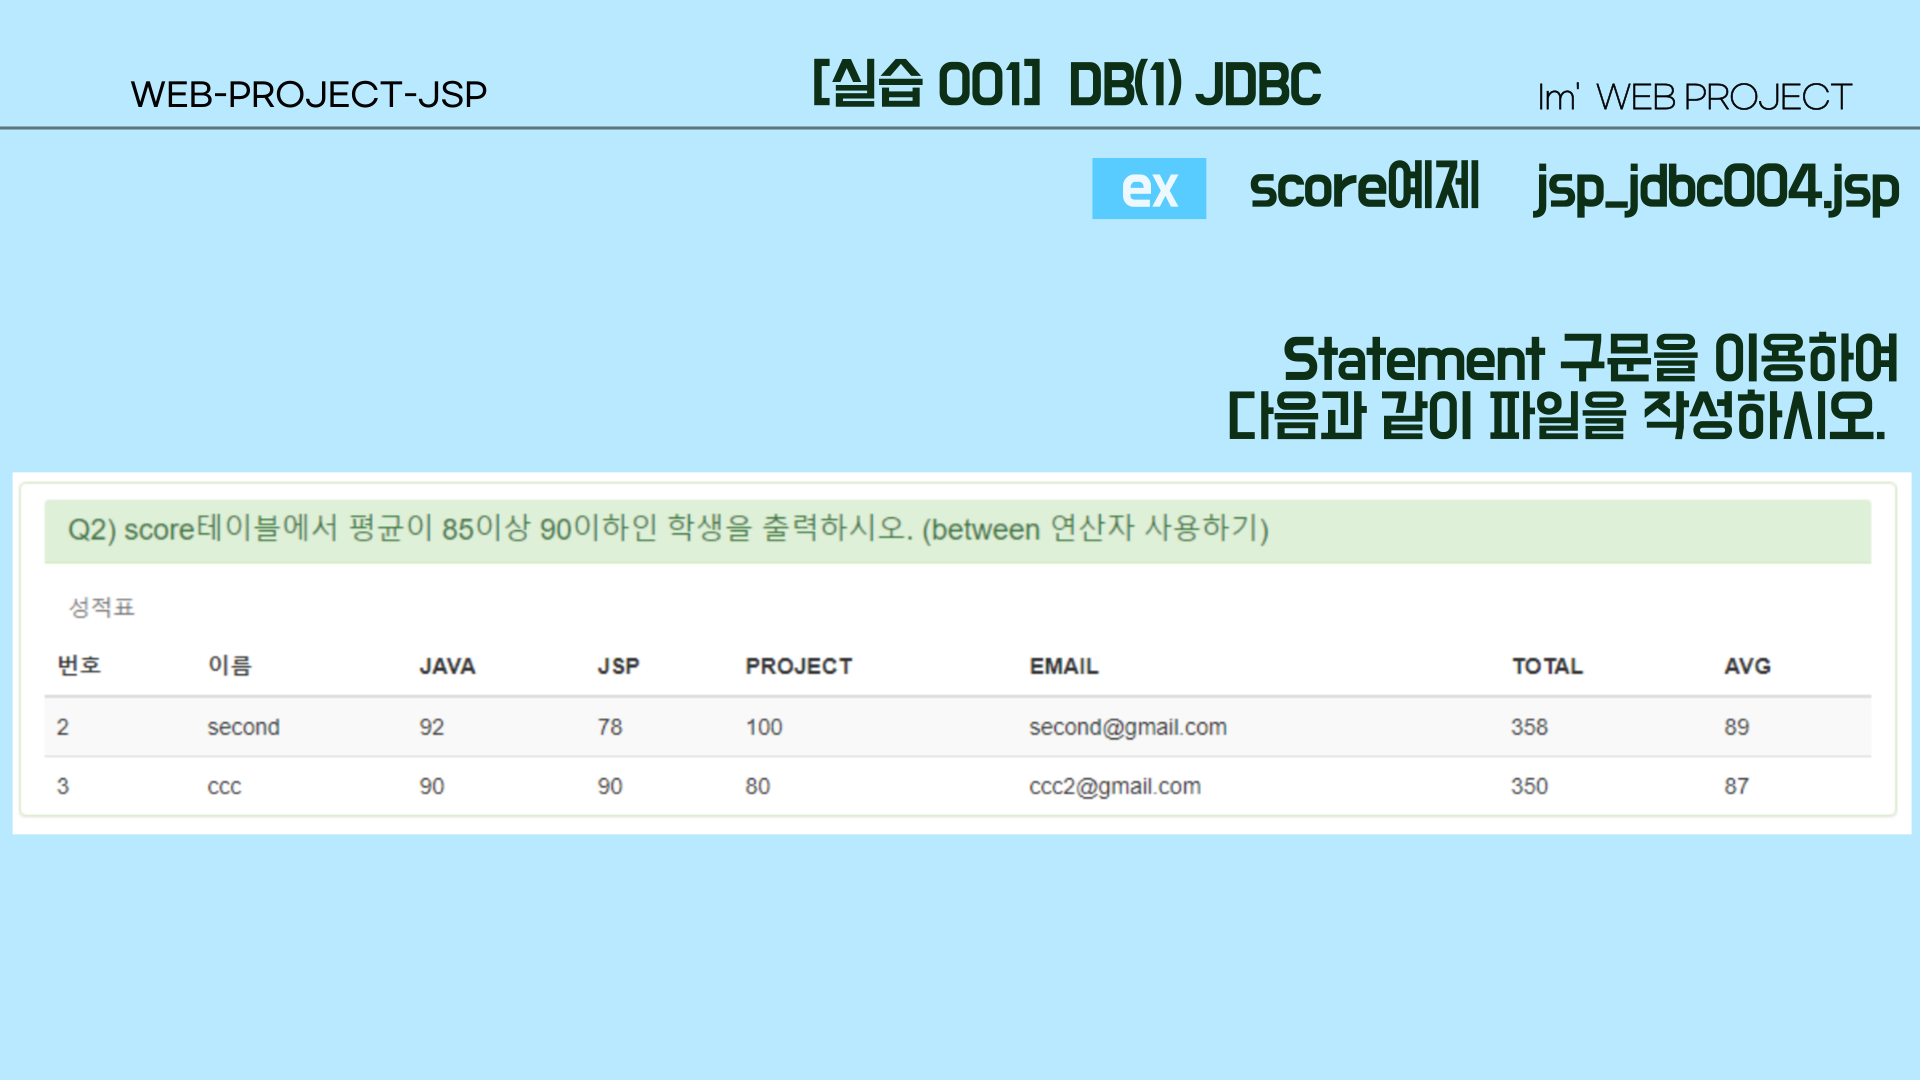 WEB-PROJECT-JSP
[실습 001] DB(1) JDBC
Im' WEB PROJECT
ex score예제 jsp_jdbc004.jsp
Statement 구문을 이용하여
다음과 같이 파일을 작성하시오.
Q2) score테이블에서 평균이 85이상 90이하인 학생을 출력하시오. (between 연산자 사용하기)
성적표
번호 이름 JAVA JSP PROJECT EMAIL TOTAL AVG
2 second 92 78 100 second@gmail.com 358 89
3 ccc 90 90 80 ccc2@gmail.com 350 87